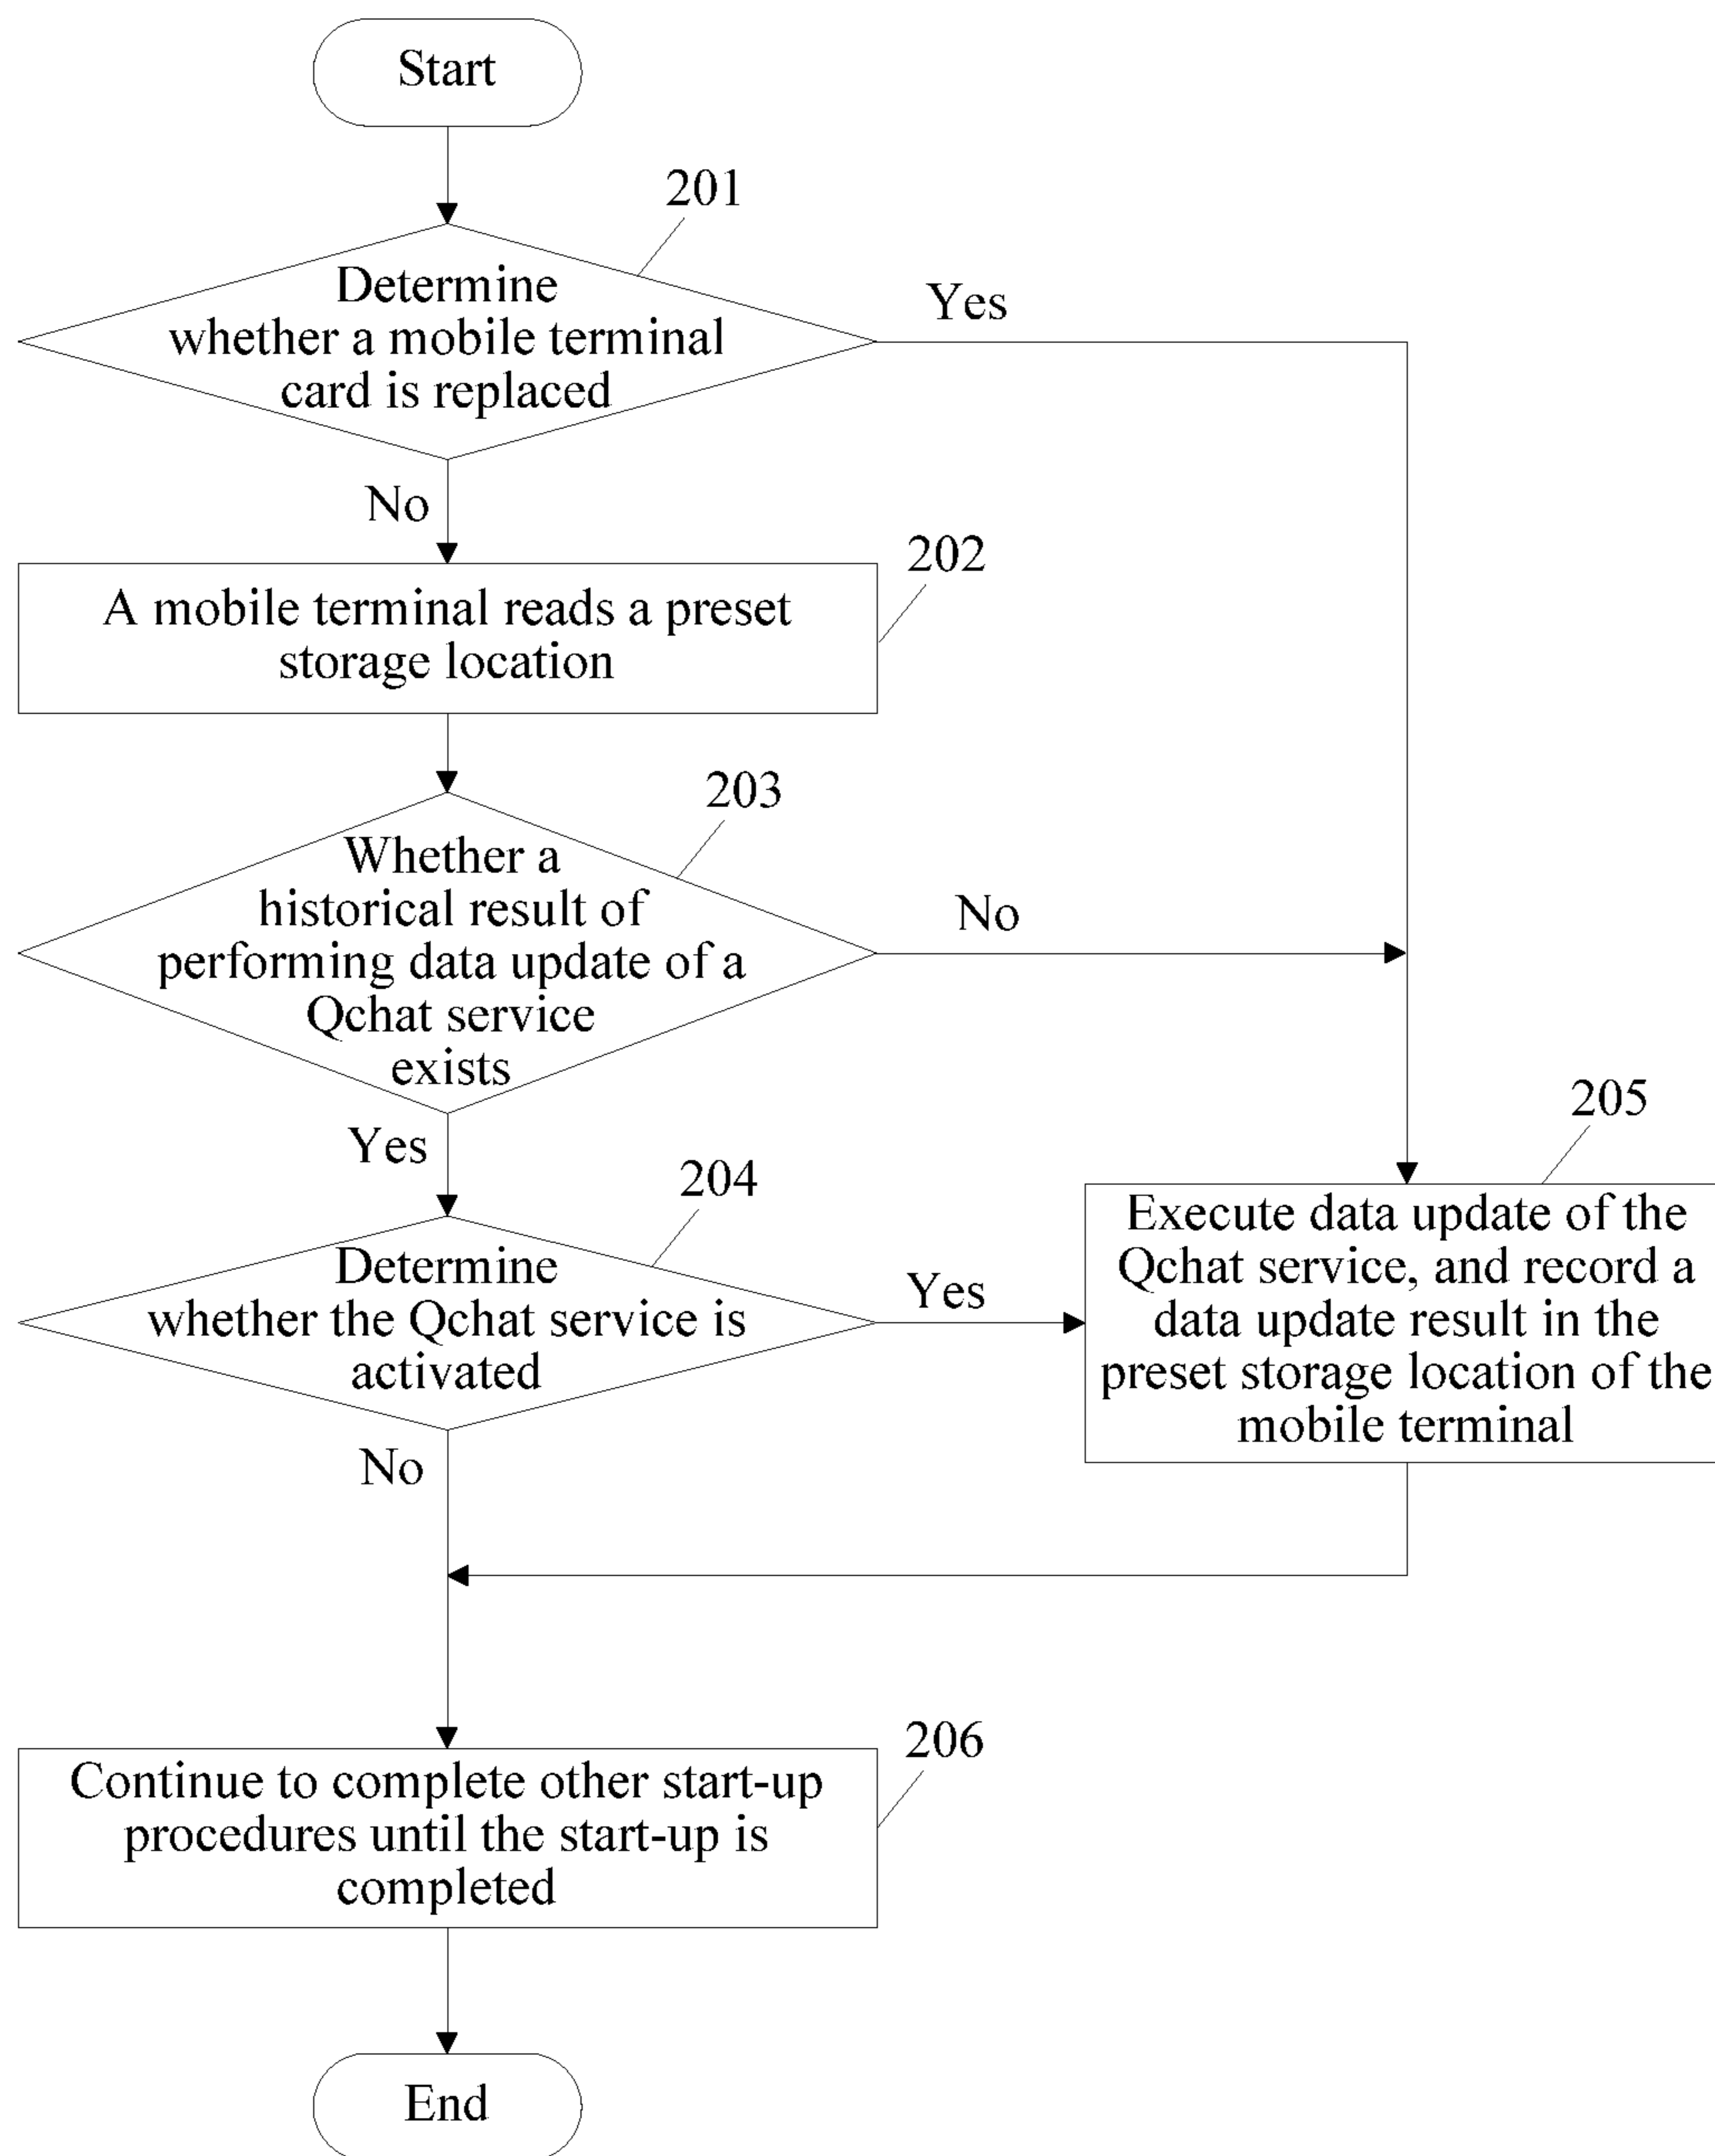 Start
201
Determine
whether a mobile terminal
card is replaced
Yes
No
202
A mobile terminal reads a preset
storage location
203
Whether a
historical result of
performing data update of a
Qchat service
exists
No
Yes
204
Determine
whether the Qchat service is
activated
Yes
No
205
Execute data update of the
Qchat service, and record a
data update result in the
preset storage location of the
mobile terminal
206
Continue to complete other start-up
procedures until the start-up is
completed
End